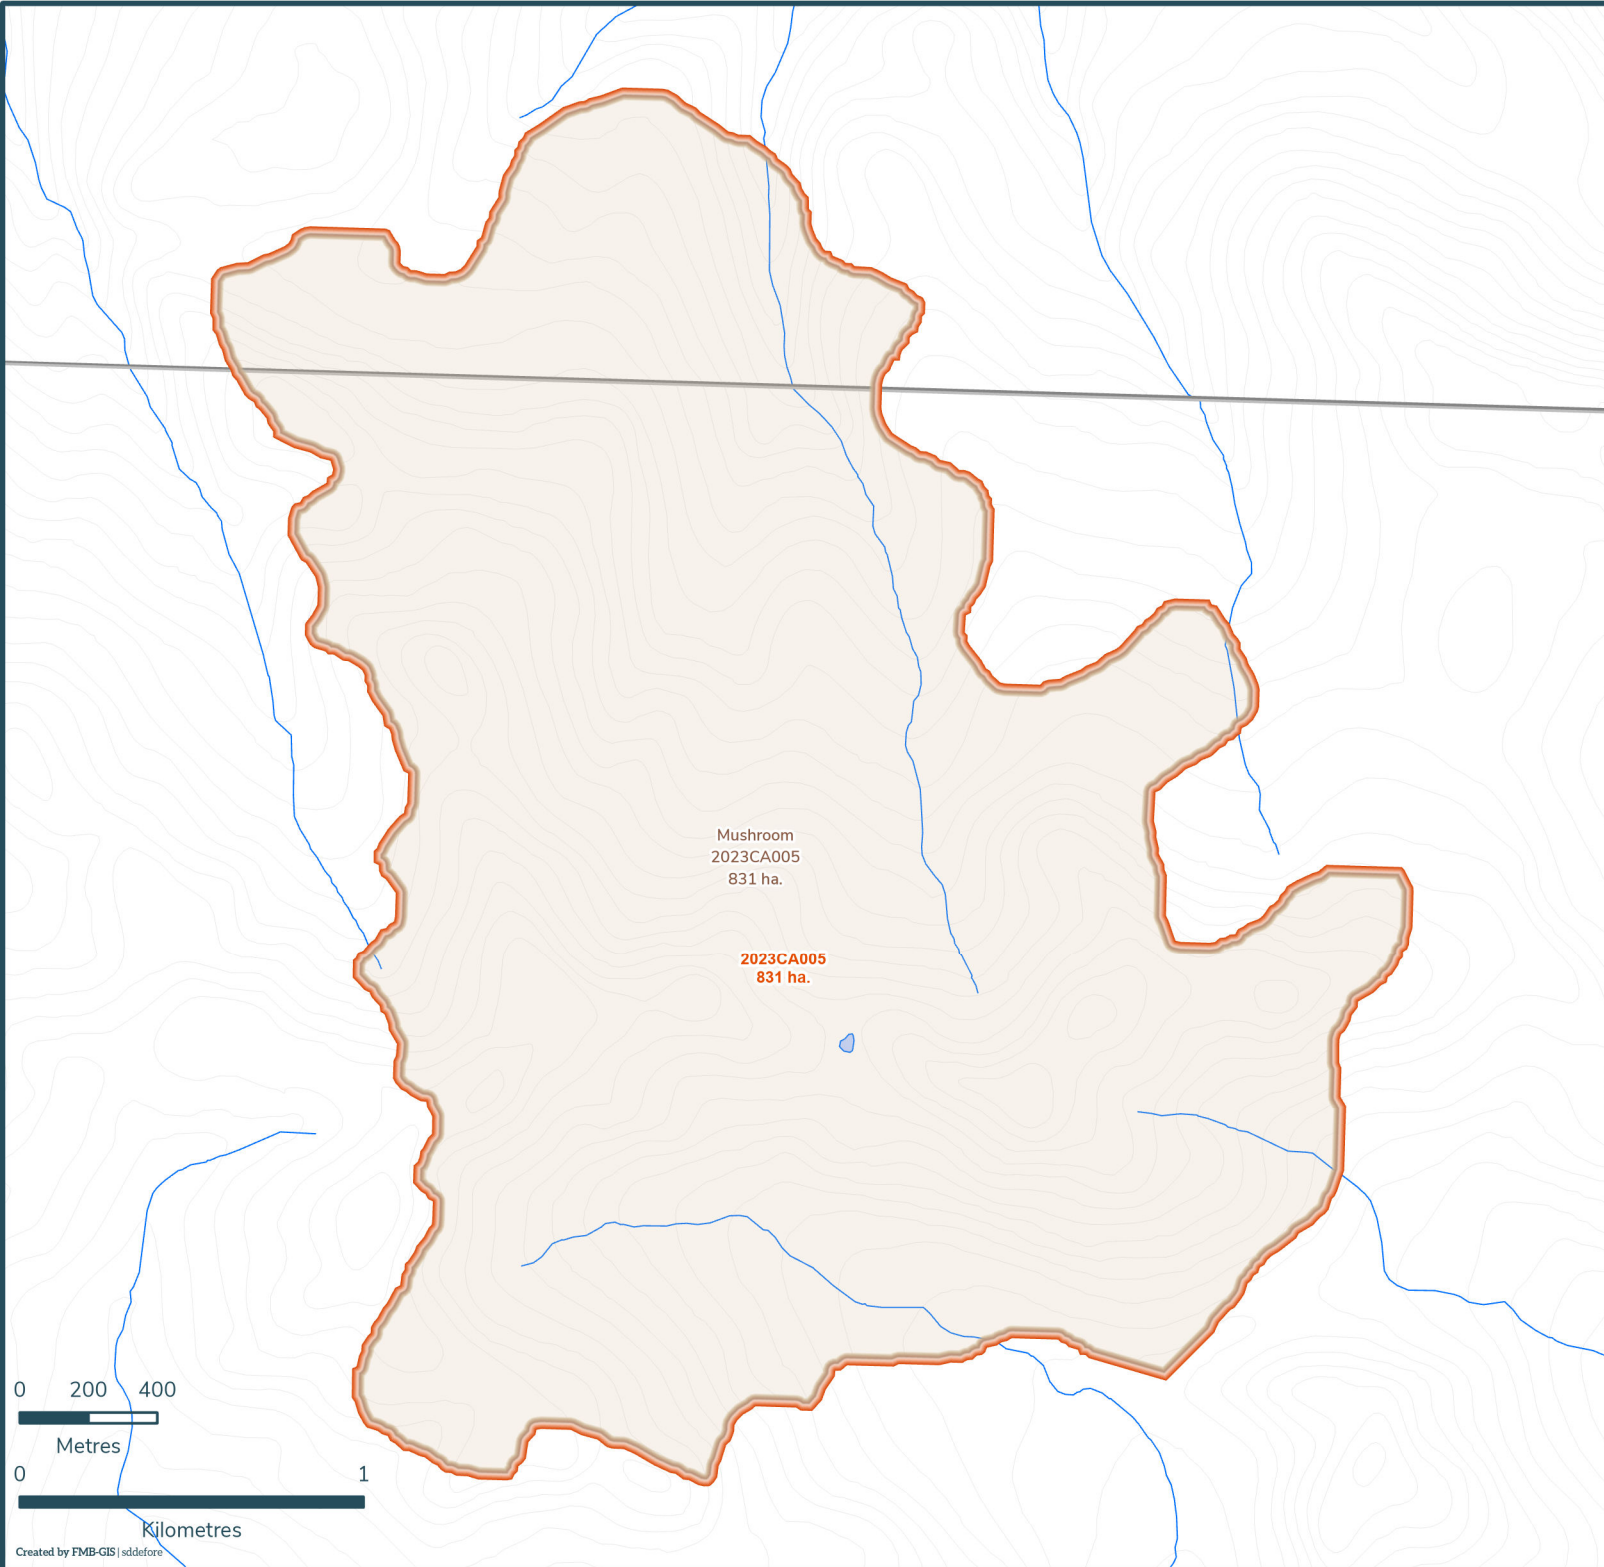 Mushroom
2023CA005
831 ha.
2023CA005
831 ha.
0 200 400
Metres
0 1
Kilometres
Created by FMB-GIS | sddefore